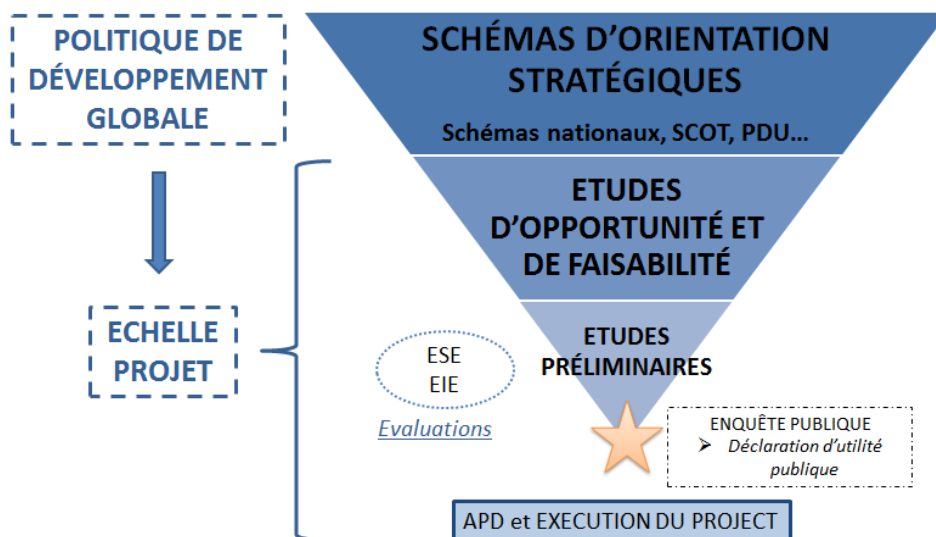 POLITIQUE DE
DÉVELOPPEMENT
GLOBALE
SCHÉMAS D'ORIENTATION
STRATÉGIQUES
Schémas nationaux, SCOT, PDU...
ETUDES
D'OPPORTUNITÉ ET
DE FAISABILITÉ
ECHELLE
PROJET
ETUDES
PRÉLIMINAIRES
ESE
EIE
Evaluations
ENQUÊTE PUBLIQUE
➤ Déclaration d'utilité
publique
APD et EXECUTION DU PROJECT